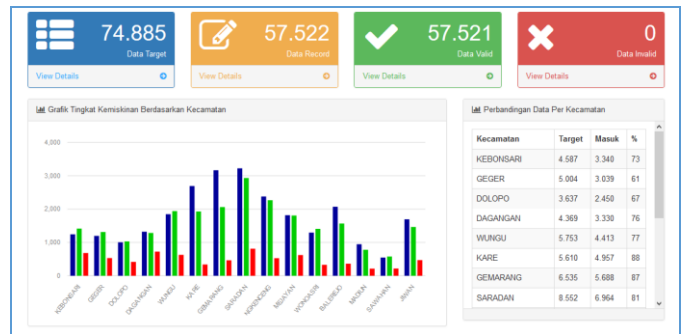 74.885
Data Target
View Details
57.522
Data Record
View Details
57.521
Data Valid
View Details
0
Data Invalid
View Details
Grafik Tingkat Kemiskinan Berdasarkan Kecamatan
4,000
3,000
2,000
1,000
0
KEBONSARI
GEGER
DOLOPO
DAGANGAN
WUNGU
KARE
GEMARANG
SARADAN
MEJAYAN
WONOASRI
BALEREJO
MADIUN
SAWAHAN
JIWAN
Perbandingan Data Per Kecamatan
Kecamatan Target Masuk %
KEBONSARI 4.587 3.340 73
GEGER 5.004 3.039 61
DOLOPO 3.637 2.450 67
DAGANGAN 4.369 3.330 76
WUNGU 5.753 4.413 77
KARE 5.610 4.957 88
GEMARANG 6.535 5.688 87
SARADAN 8.552 6.964 81